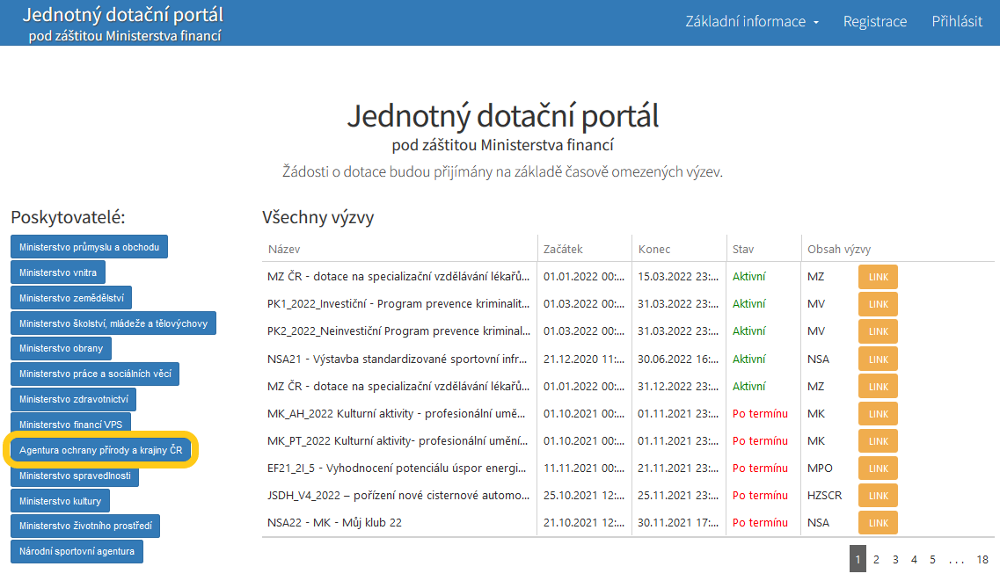 Jednotný dotační portál
pod záštitou Ministerstva financí
Základní informace
Registrace
Přihlásit
Jednotný dotační portál
pod záštitou Ministerstva financí
Žádosti o dotace budou přijímány na základě časově omezených výzev.
Poskytovatelé:
Ministerstvo průmyslu a obchodu
Ministerstvo vnitra
Ministerstvo zemědělství
Ministerstvo školství, mládeže a tělovýchovy
Ministerstvo obrany
Ministerstvo práce a sociálních věcí
Ministerstvo zdravotnictví
Ministerstvo financí VPS
Agentura ochrany přírody a krajiny ČR
Ministerstvo spravedlnosti
Ministerstvo kultury
Ministerstvo životního prostředí
Národní sportovní agentura
Všechny výzvy
Název Začátek Konec Stav Obsah výzvy
MZ ČR - dotace na specializační vzdělávání lékařů... 01.01.2022 00:... 15.03.2022 23:... Aktivní MZ LINK
PK1_2022_Investiční - Program prevence kriminalit... 01.03.2022 00:... 31.03.2022 23:... Aktivní MV LINK
PK2_2022_Neinvestiční Program prevence kriminal... 01.03.2022 00:... 31.03.2022 23:... Aktivní MV LINK
NSA21 - Výstavba standardizované sportovní infr... 21.12.2020 11:... 30.06.2022 16:... Aktivní NSA LINK
MZ ČR - dotace na specializační vzdělávání lékařů... 01.01.2022 00:... 31.12.2022 23:... Aktivní MZ LINK
MK_AH_2022 Kulturní aktivity - profesionální umě... 01.10.2021 00:... 01.11.2021 23:... Po termínu MK LINK
MK_PT_2022 Kulturní aktivity- profesionální umění... 01.10.2021 00:... 01.11.2021 23:... Po termínu MK LINK
EF21_2I_5 - Vyhodnocení potenciálu úspor energi... 11.11.2021 00:... 21.11.2021 23:... Po termínu MPO LINK
JSDH_V4_2022 – pořízení nové cisternové automo... 25.10.2021 12:... 25.11.2021 23:... Po termínu HZSCR LINK
NSA22 - MK - Můj klub 22 21.10.2021 12:... 30.11.2021 17:... Po termínu NSA LINK
1 2 3 4 5 ... 18